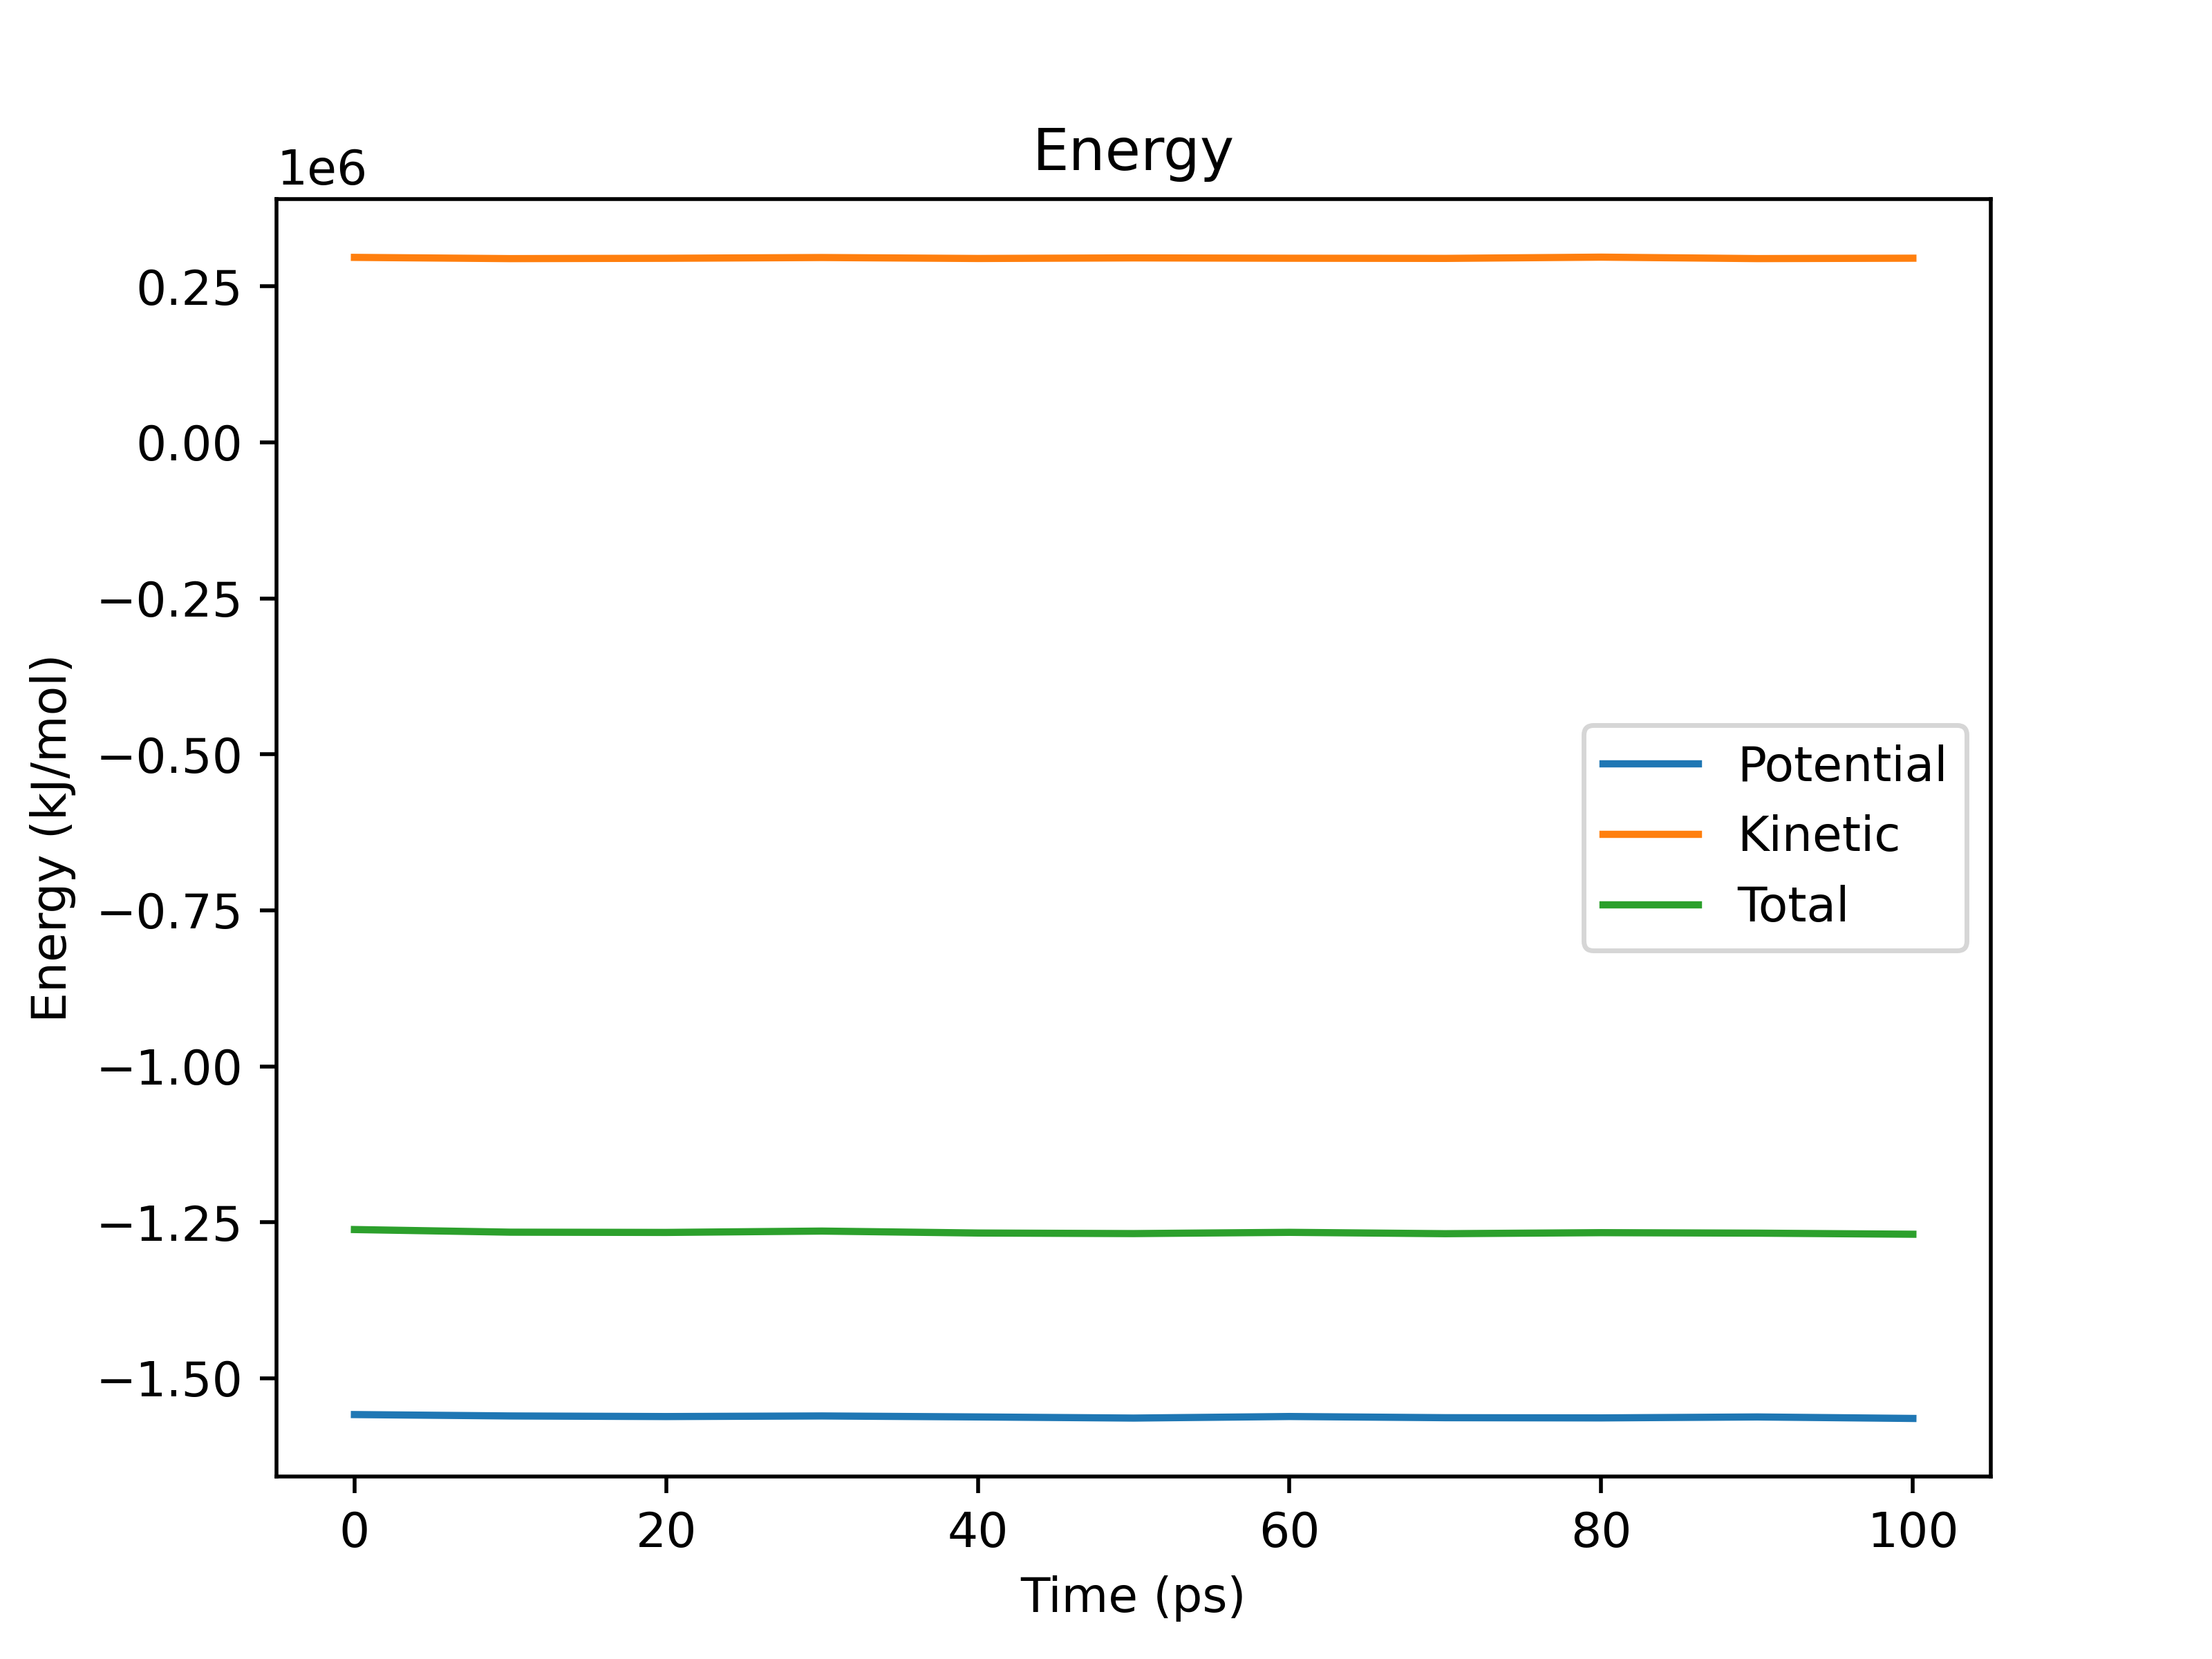 Energy
1e6
0.25
0.00
−0.25
−0.50
−0.75
−1.00
−1.25
−1.50
Energy (kJ/mol)
Potential
Kinetic
Total
0 20 40 60 80 100
Time (ps)